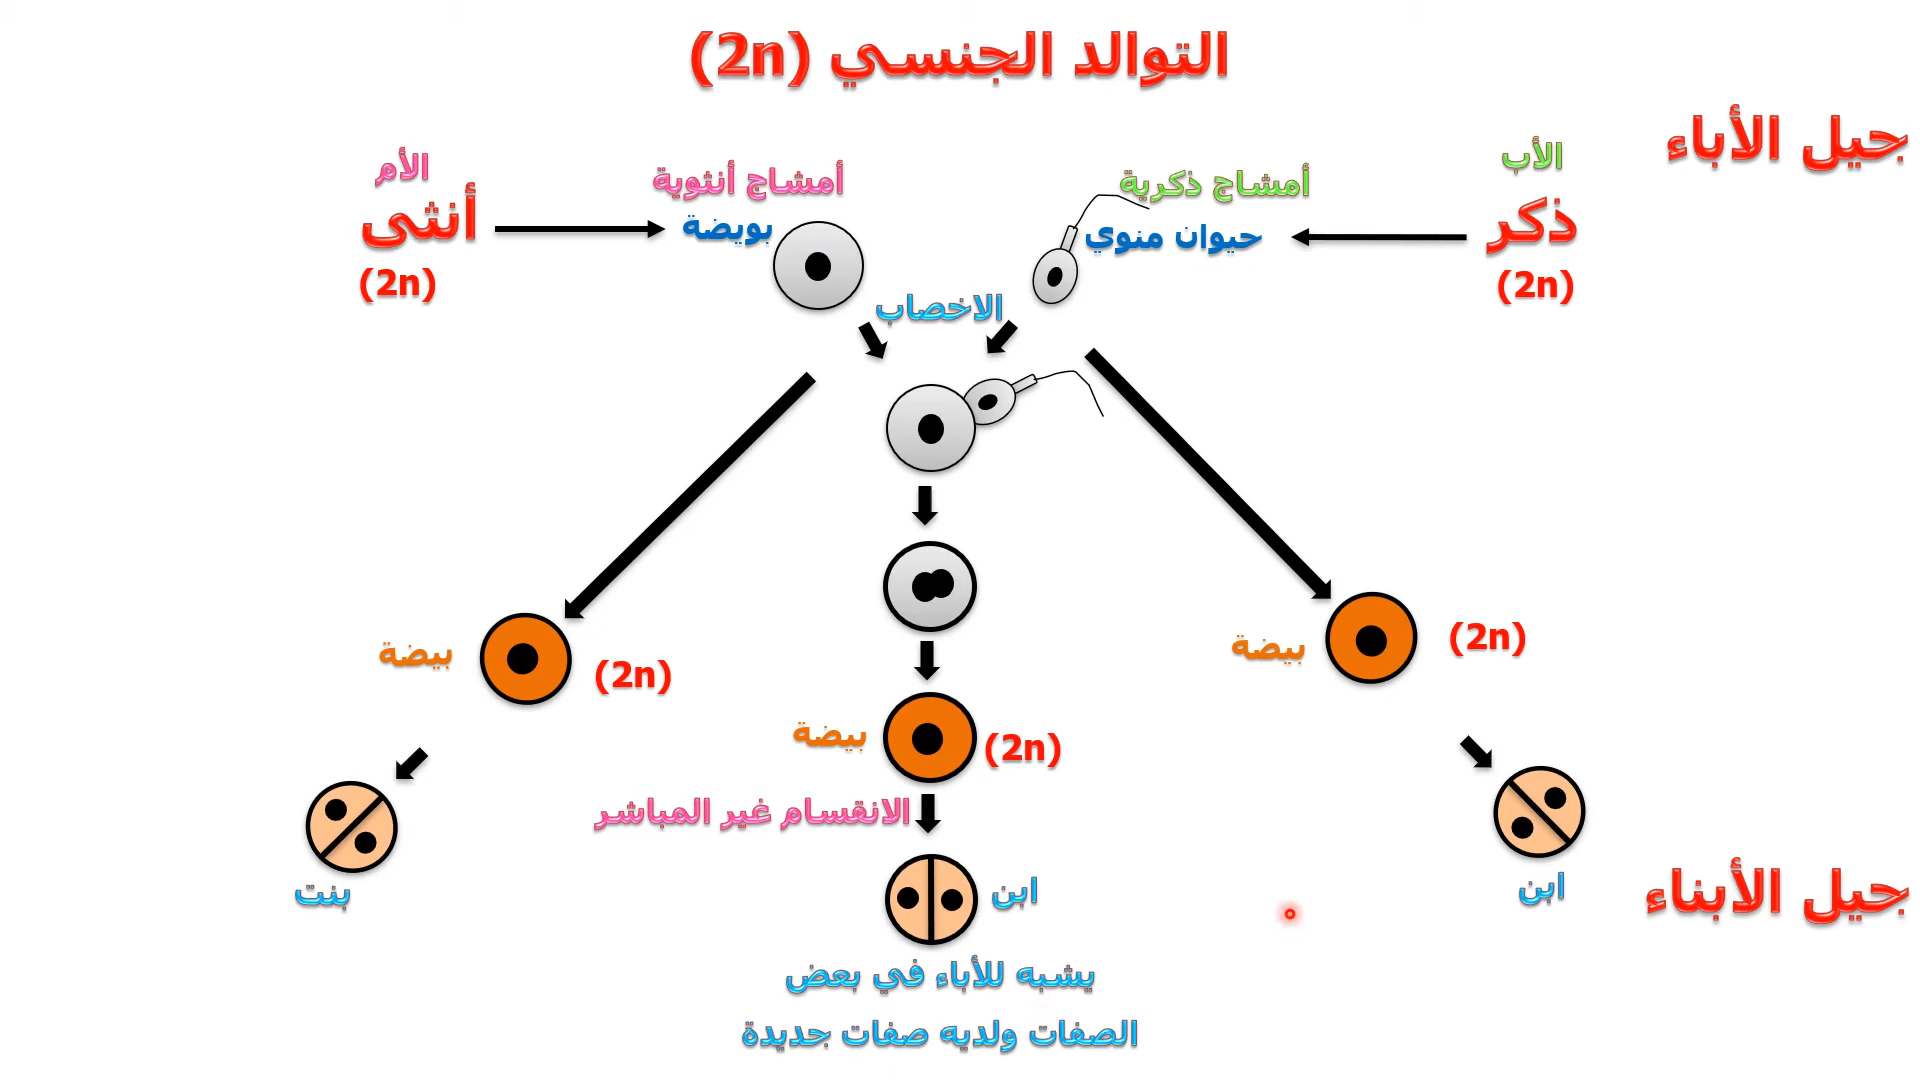 التوالد الجنسي (2n)
جيل الأباء
الأب
ذكر
(2n)
أمشاج ذكرية
حيوان منوي
أمشاج أنثوية
بويضة
الأم
أنثى
(2n)
الاخصاب
(2n)
بيضة
(2n)
بيضة
(2n)
بيضة
الانقسام غير المباشر
جيل الأبناء
ابن
ابن
بنت
يشبه للأباء في بعض
الصفات ولديه صفات جديدة